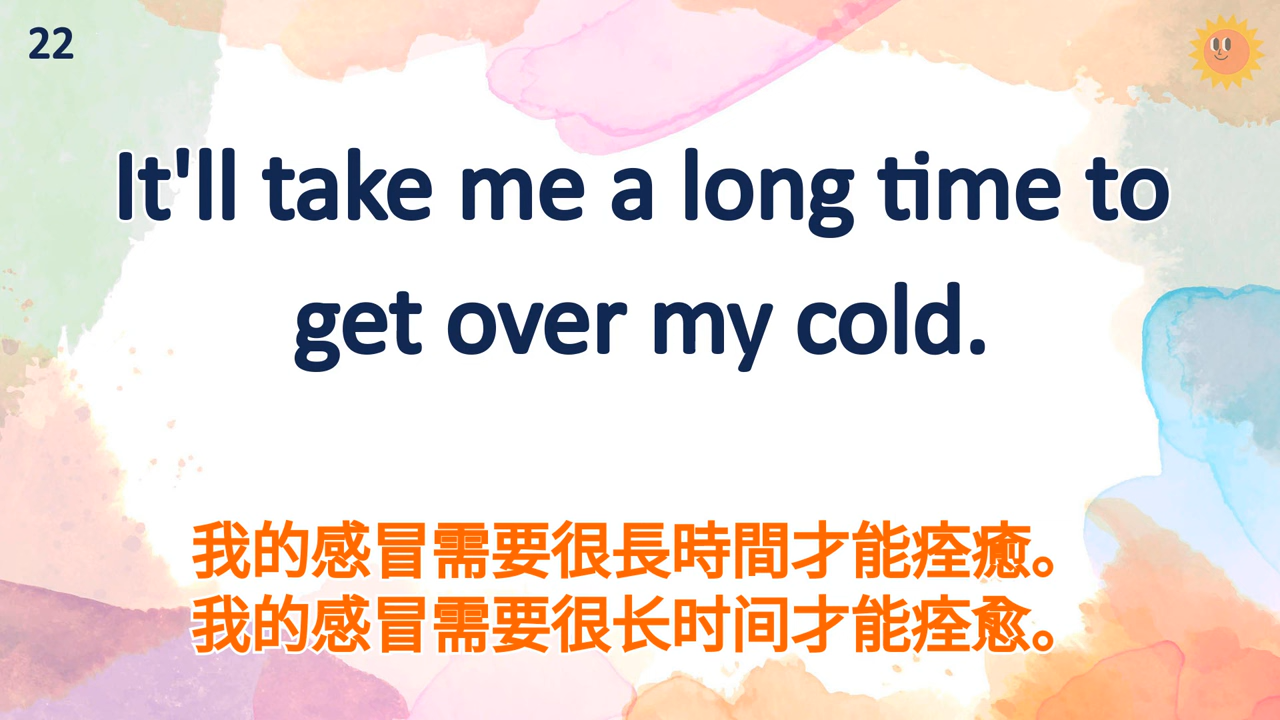 22
It'll take me a long time to
get over my cold.
我的感冒需要很長時間才能痊癒。
我的感冒需要很长时间才能痊愈。